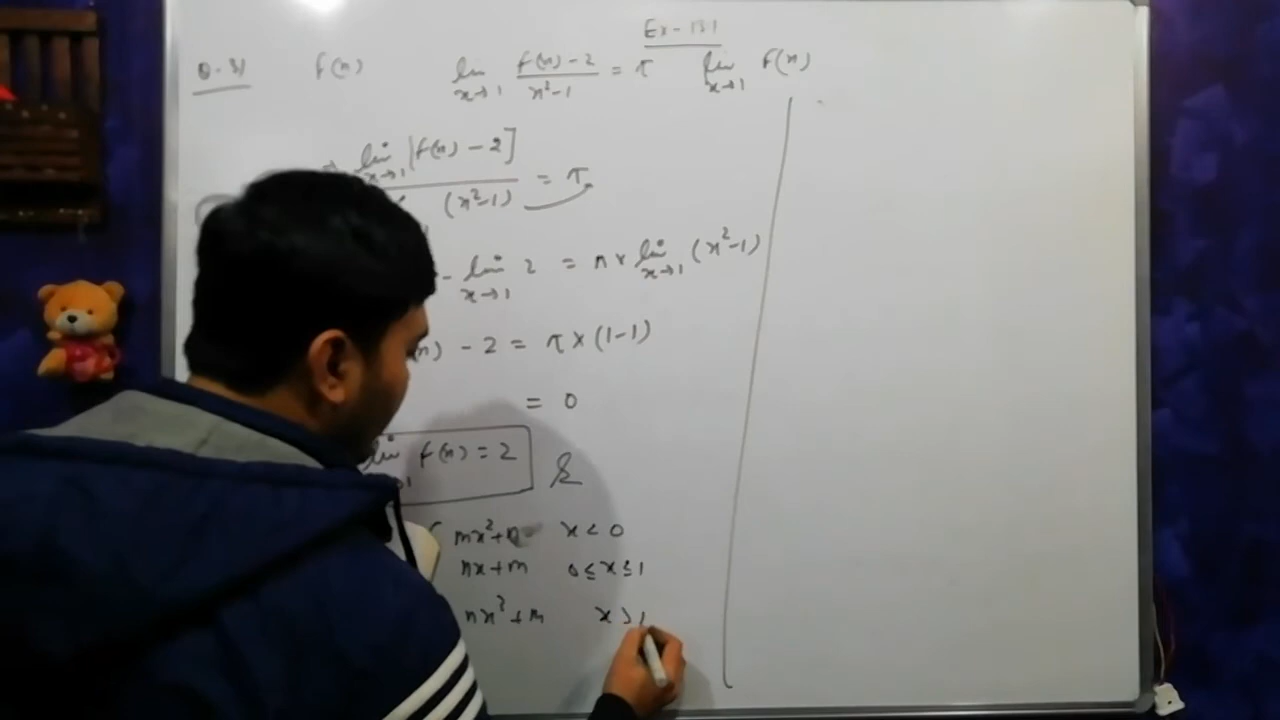 Ex-13.1
Q-31 f(x) lim x→1 f(x)-2 / x²-1 = π lim x→1 f(x)
⇒ lim x→1 [f(x) - 2] / (x²-1) = π
- lim x→1 2 = π × lim x→1 (x²-1)
(x) - 2 = π × (1-1)
= 0
lim f(x) = 2
mx²+n x < 0
nx+m 0 ≤ x ≤ 1
nx³+m x > 1